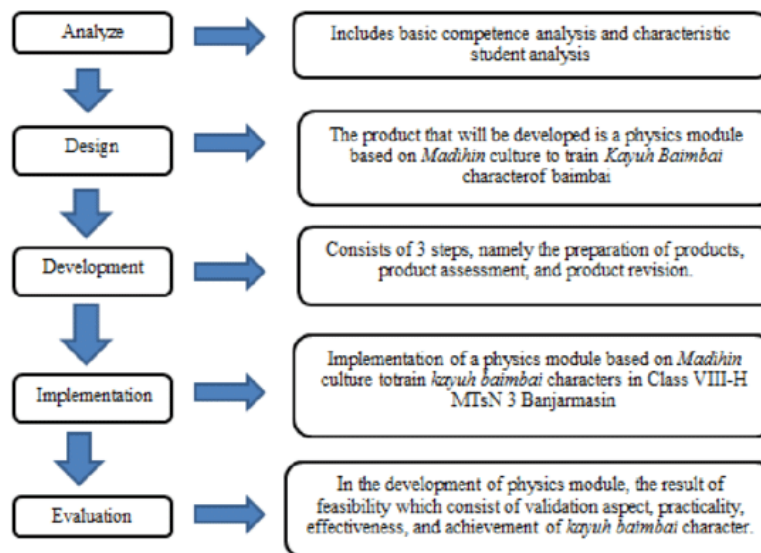 Analyze
Includes basic competence analysis and characteristic
student analysis
Design
The product that will be developed is a physics module
based on Madihin culture to train Kayuh Baimbai
characterof baimbai
Development
Consists of 3 steps, namely the preparation of products,
product assessment, and product revision.
Implementation
Implementation of a physics module based on Madihin
culture totrain kayuh baimbai characters in Class VIII-H
MTsN 3 Banjarmasin
Evaluation
In the development of physics module, the result of
feasibility which consist of validation aspect, practicality,
effectiveness, and achievement of kayuh baimbai character.